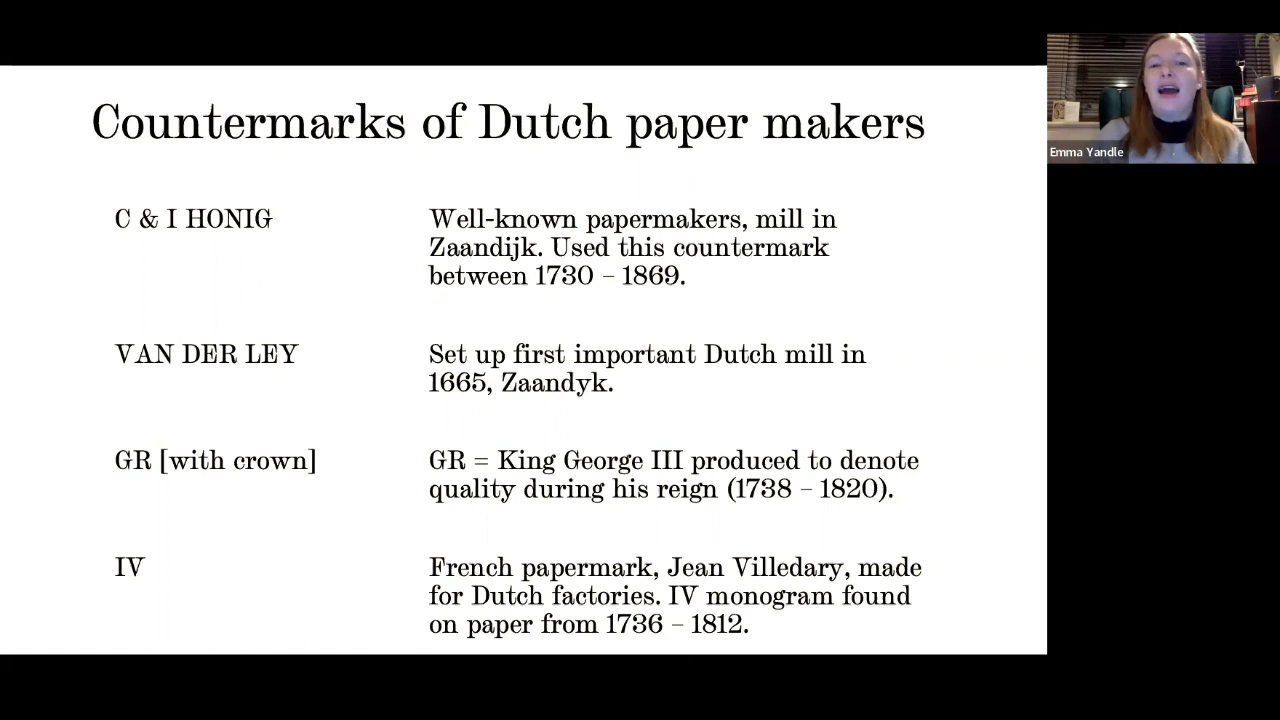 Countermarks of Dutch paper makers
Emma Yandle
C & I HONIG
Well-known papermakers, mill in
Zaandijk. Used this countermark
between 1730 – 1869.
VAN DER LEY
Set up first important Dutch mill in
1665, Zaandyk.
GR [with crown]
GR = King George III produced to denote
quality during his reign (1738 – 1820).
IV
French papermark, Jean Villedary, made
for Dutch factories. IV monogram found
on paper from 1736 – 1812.